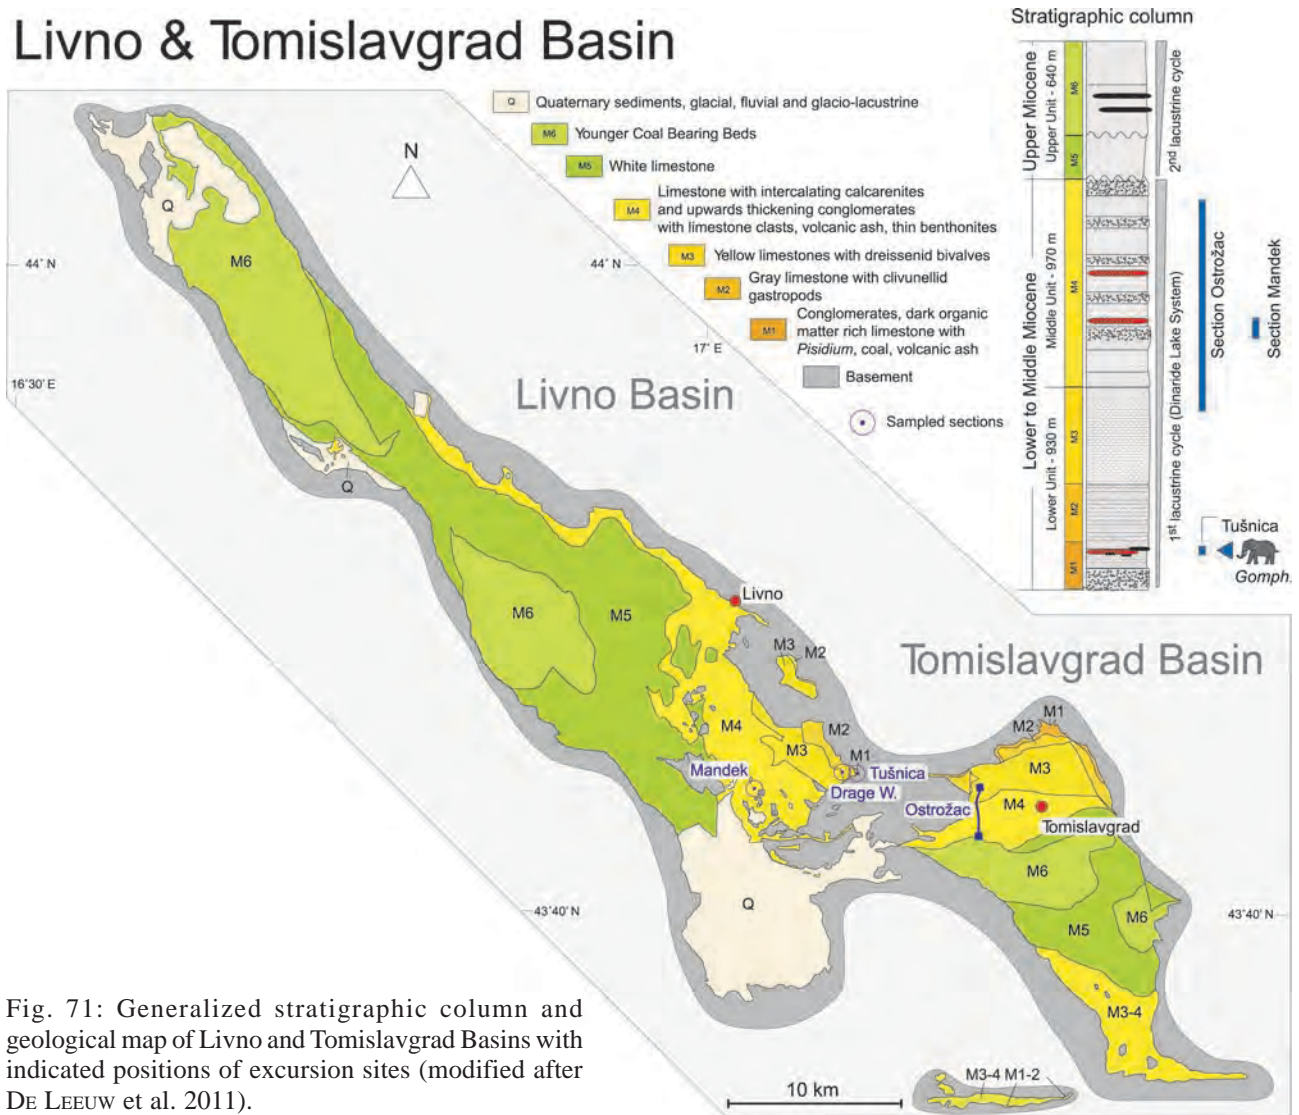 Livno & Tomislavgrad Basin
Q
Quaternary sediments, glacial, fluvial and glacio-lacustrine
M6
Younger Coal Bearing Beds
M5
White limestone
M4
Limestone with intercalating calcarenites
and upwards thickening conglomerates
with limestone clasts, volcanic ash, thin benthonites
M3
Yellow limestones with dreissenid bivalves
M2
Gray limestone with clivunellid
gastropods
M1
Conglomerates, dark organic
matter rich limestone with
Pisidium, coal, volcanic ash
Basement
Sampled sections
Stratigraphic column
Upper Miocene
Upper Unit - 640 m
M6
M5
2nd lacustrine cycle
Lower to Middle Miocene
Middle Unit - 970 m
M4
Lower Unit - 930 m
M3
M2
M1
1st lacustrine cycle (Dinaride Lake System)
Section Ostrožac
Section Mandek
Tušnica
Gomph.
N
44° N
44° N
17° E
16°30' E
43°40' N
43°40' N
Livno Basin
Q
M6
Q
M6
M5
Livno
M3
M2
M4
M3
M2
M1
Mandek
Tušnica
Drage W.
Q
Tomislavgrad Basin
M1
M2
M3
M4
Ostrožac
Tomislavgrad
M6
M6
M5
M3-4
M3-4 M1-2
10 km
Fig. 71: Generalized stratigraphic column and
geological map of Livno and Tomislavgrad Basins with
indicated positions of excursion sites (modified after
DE LEEUW et al. 2011).